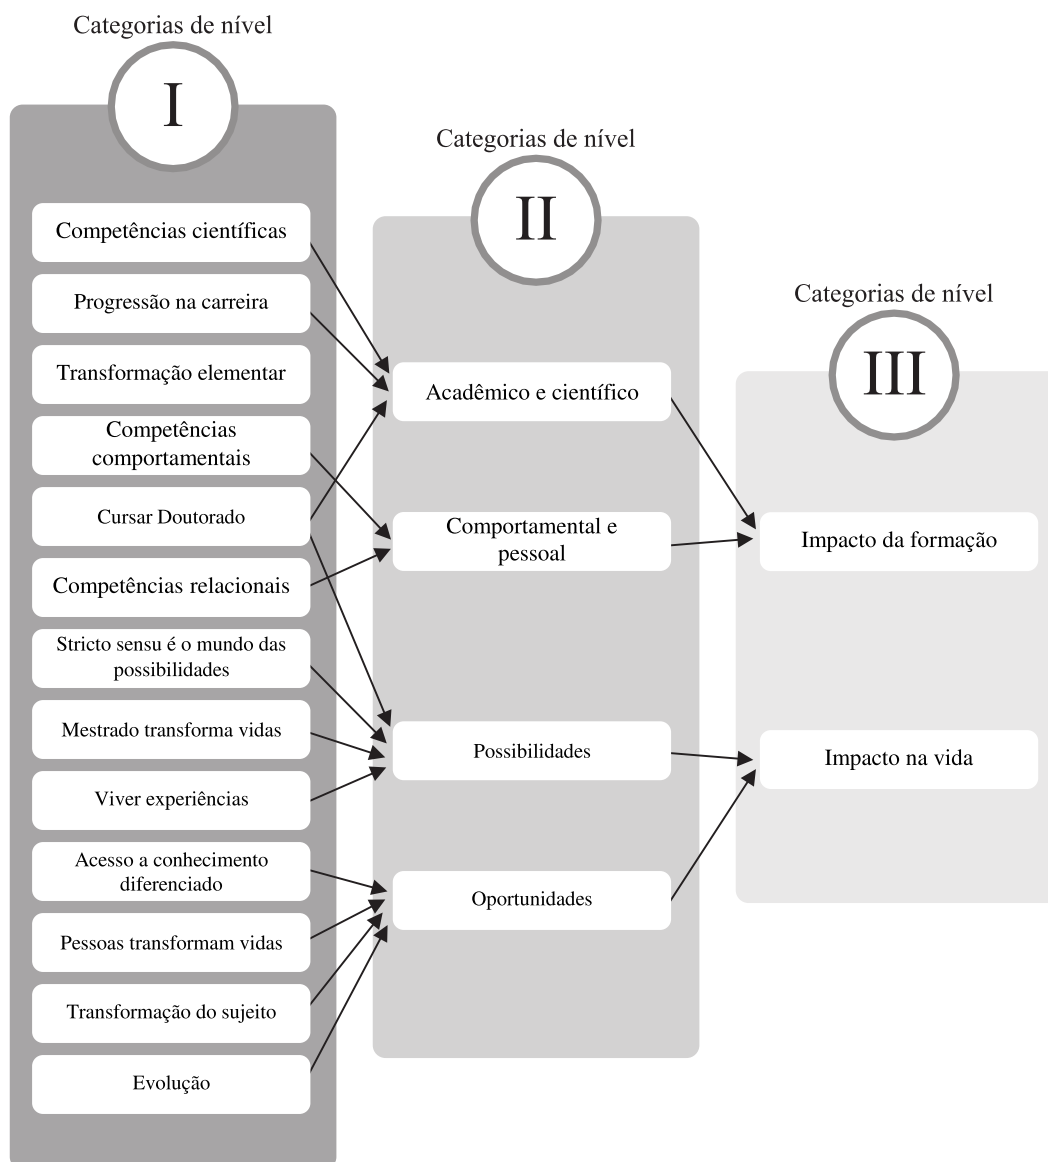 Categorias de nível
I
Competências científicas
Progressão na carreira
Transformação elementar
Competências
comportamentais
Cursar Doutorado
Competências relacionais
Stricto sensu é o mundo das
possibilidades
Mestrado transforma vidas
Viver experiências
Acesso a conhecimento
diferenciado
Pessoas transformam vidas
Transformação do sujeito
Evolução
Categorias de nível
II
Acadêmico e científico
Comportamental e
pessoal
Possibilidades
Oportunidades
Categorias de nível
III
Impacto da formação
Impacto na vida